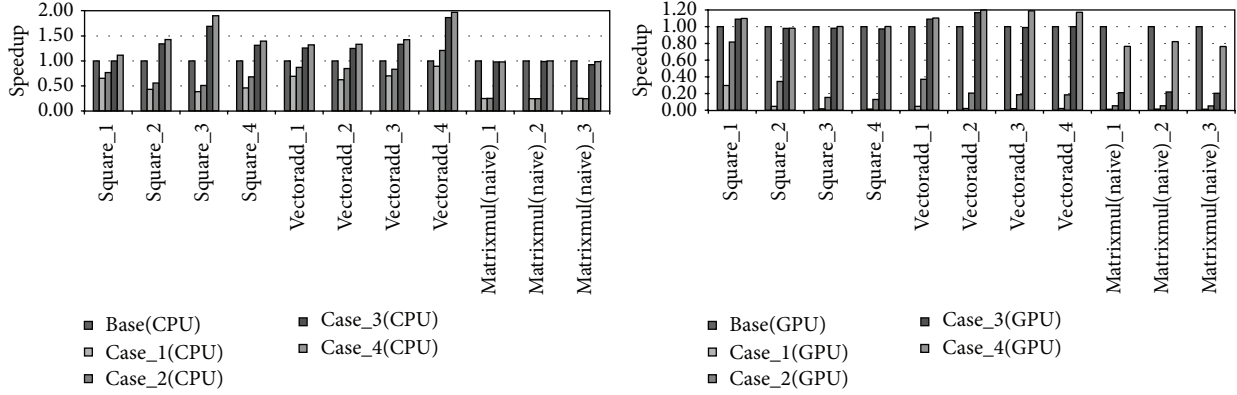 Speedup
2.00
1.50
1.00
0.50
0.00
Square_1
Square_2
Square_3
Square_4
Vectoradd_1
Vectoradd_2
Vectoradd_3
Vectoradd_4
Matrixmul(naive)_1
Matrixmul(naive)_2
Matrixmul(naive)_3
Base(CPU)
Case_1(CPU)
Case_2(CPU)
Case_3(CPU)
Case_4(CPU)
Speedup
1.20
1.00
0.80
0.60
0.40
0.20
0.00
Square_1
Square_2
Square_3
Square_4
Vectoradd_1
Vectoradd_2
Vectoradd_3
Vectoradd_4
Matrixmul(naive)_1
Matrixmul(naive)_2
Matrixmul(naive)_3
Base(GPU)
Case_1(GPU)
Case_2(GPU)
Case_3(GPU)
Case_4(GPU)